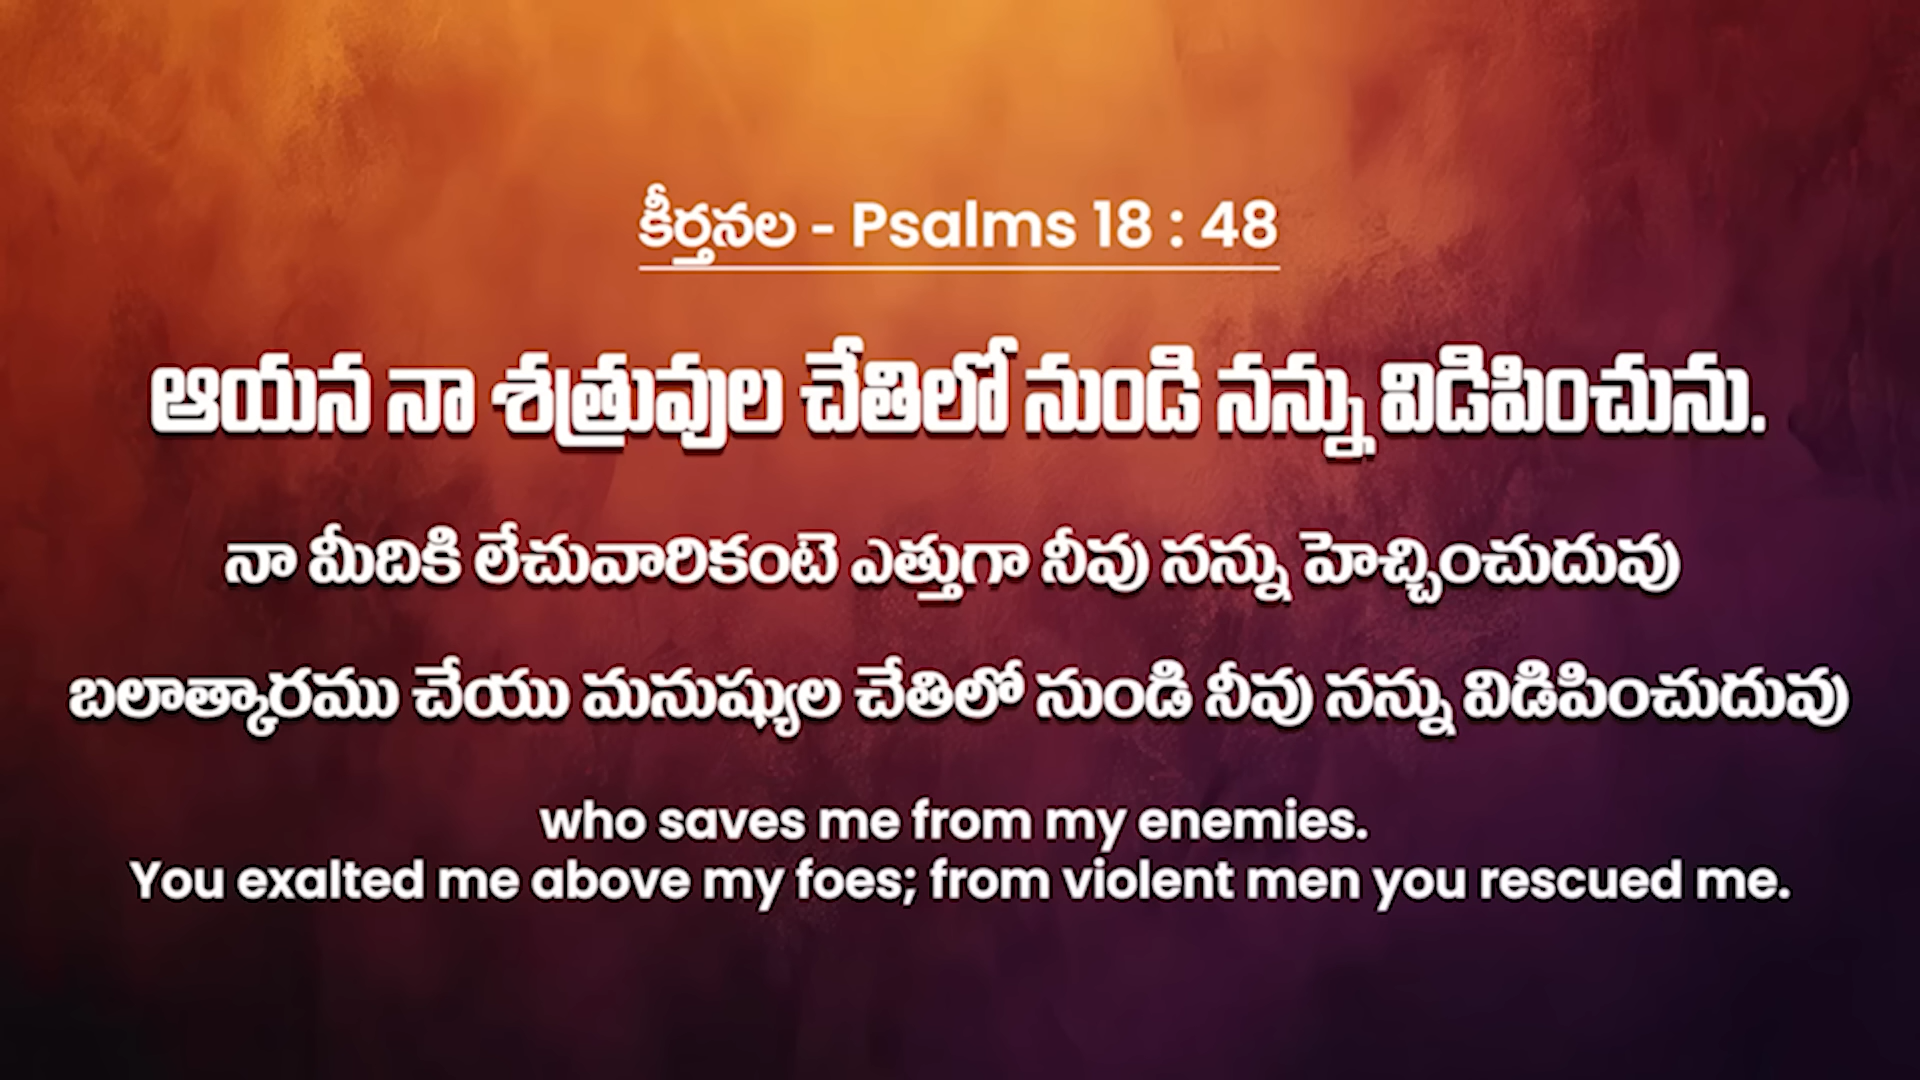 కీర్తనల - Psalms 18 : 48
ఆయన నా శత్రువుల చేతిలో నుండి నన్ను విడిపించును.
నా మీదికి లేచువారికంటె ఎత్తుగా నీవు నన్ను హెచ్చించుదువు
బలాత్కారము చేయు మనుష్యుల చేతిలో నుండి నీవు నన్ను విడిపించుదువు
who saves me from my enemies.
You exalted me above my foes; from violent men you rescued me.